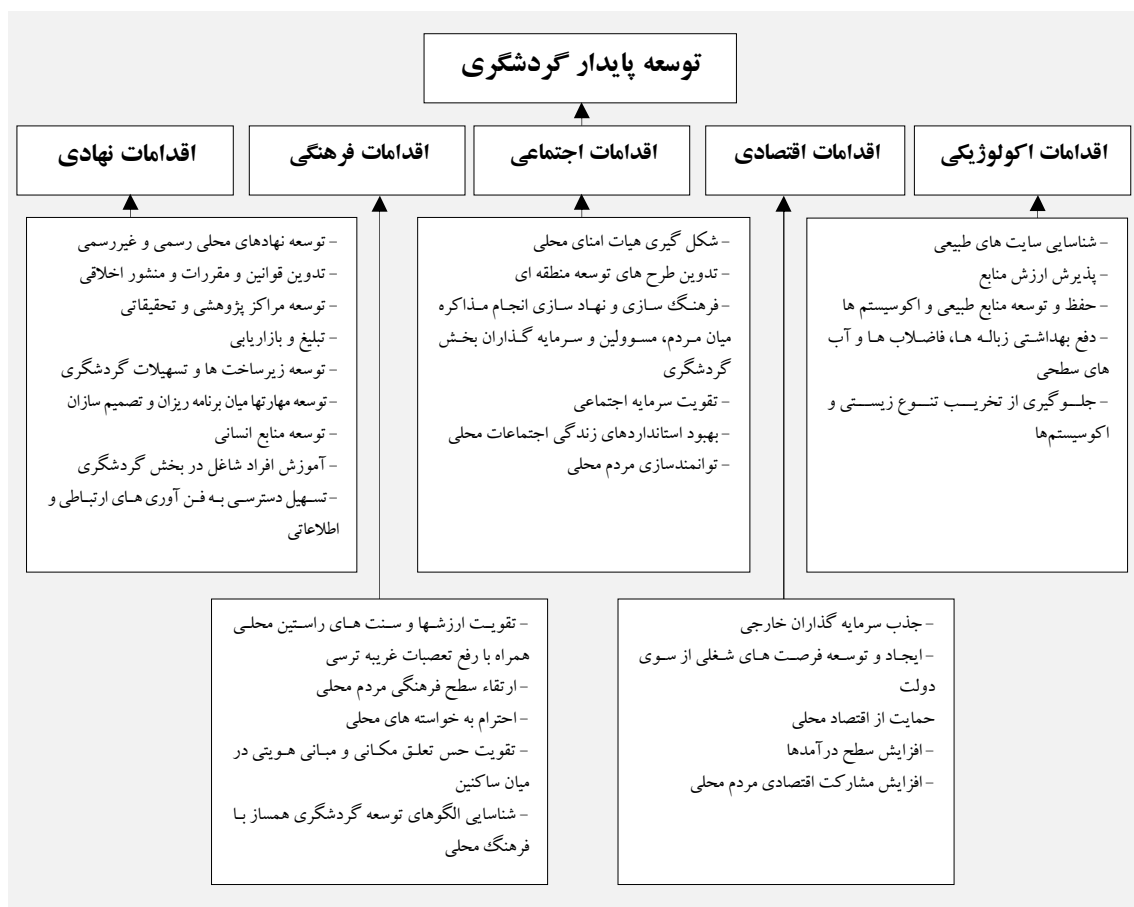 توسعه پایدار گردشگری
اقدامات اکولوژیکی
اقدامات اقتصادی
اقدامات اجتماعی
اقدامات فرهنگی
اقدامات نهادی
- شناسایی سایت های طبیعی
- پذیرش ارزش منابع
- حفظ و توسعه منابع طبیعی و اکوسیستم ها
- دفع بهداشتی زباله ها، فاضلاب ها و آب
های سطحی
- جلوگیری از تخریب تنوع زیستی و
اکوسیستم‌ها
- شکل گیری هیات امنای محلی
- تدوین طرح های توسعه منطقه ای
- فرهنگ سازی و نهاد سازی انجام مذاکره
میان مردم، مسوولین و سرمایه گذاران بخش
گردشگری
- تقویت سرمایه اجتماعی
- بهبود استانداردهای زندگی اجتماعات محلی
- توانمندسازی مردم محلی
- توسعه نهادهای محلی رسمی و غیررسمی
- تدوین قوانین و مقررات و منشور اخلاقی
- توسعه مراکز پژوهشی و تحقیقاتی
- تبلیغ و بازاریابی
- توسعه زیرساخت ها و تسهیلات گردشگری
- توسعه مهارتها میان برنامه ریزان و تصمیم سازان
- توسعه منابع انسانی
- آموزش افراد شاغل در بخش گردشگری
- تسهیل دسترسی به فن آوری های ارتباطی و
اطلاعاتی
- جذب سرمایه گذاران خارجی
- ایجاد و توسعه فرصت های شغلی از سوی
دولت
حمایت از اقتصاد محلی
- افزایش سطح درآمدها
- افزایش مشارکت اقتصادی مردم محلی
- تقویت ارزشها و سنت های راستین محلی
همراه با رفع تعصبات غریبه ترسی
- ارتقاء سطح فرهنگی مردم محلی
- احترام به خواسته های محلی
- تقویت حس تعلق مکانی و مبانی هویتی در
میان ساکنین
- شناسایی الگوهای توسعه گردشگری همساز با
فرهنگ محلی